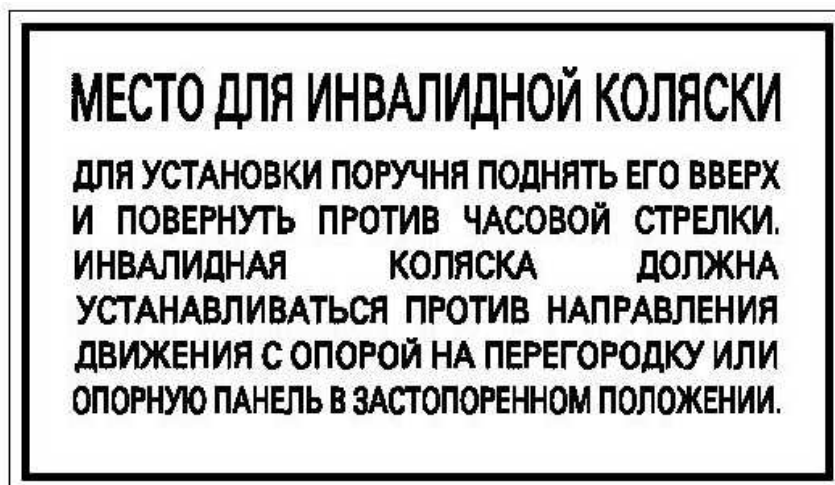 МЕСТО ДЛЯ ИНВАЛИДНОЙ КОЛЯСКИ
ДЛЯ УСТАНОВКИ ПОРУЧНЯ ПОДНЯТЬ ЕГО ВВЕРХ
И ПОВЕРНУТЬ ПРОТИВ ЧАСОВОЙ СТРЕЛКИ.
ИНВАЛИДНАЯ КОЛЯСКА ДОЛЖНА
УСТАНАВЛИВАТЬСЯ ПРОТИВ НАПРАВЛЕНИЯ
ДВИЖЕНИЯ С ОПОРОЙ НА ПЕРЕГОРОДКУ ИЛИ
ОПОРНУЮ ПАНЕЛЬ В ЗАСТОПОРЕННОМ ПОЛОЖЕНИИ.